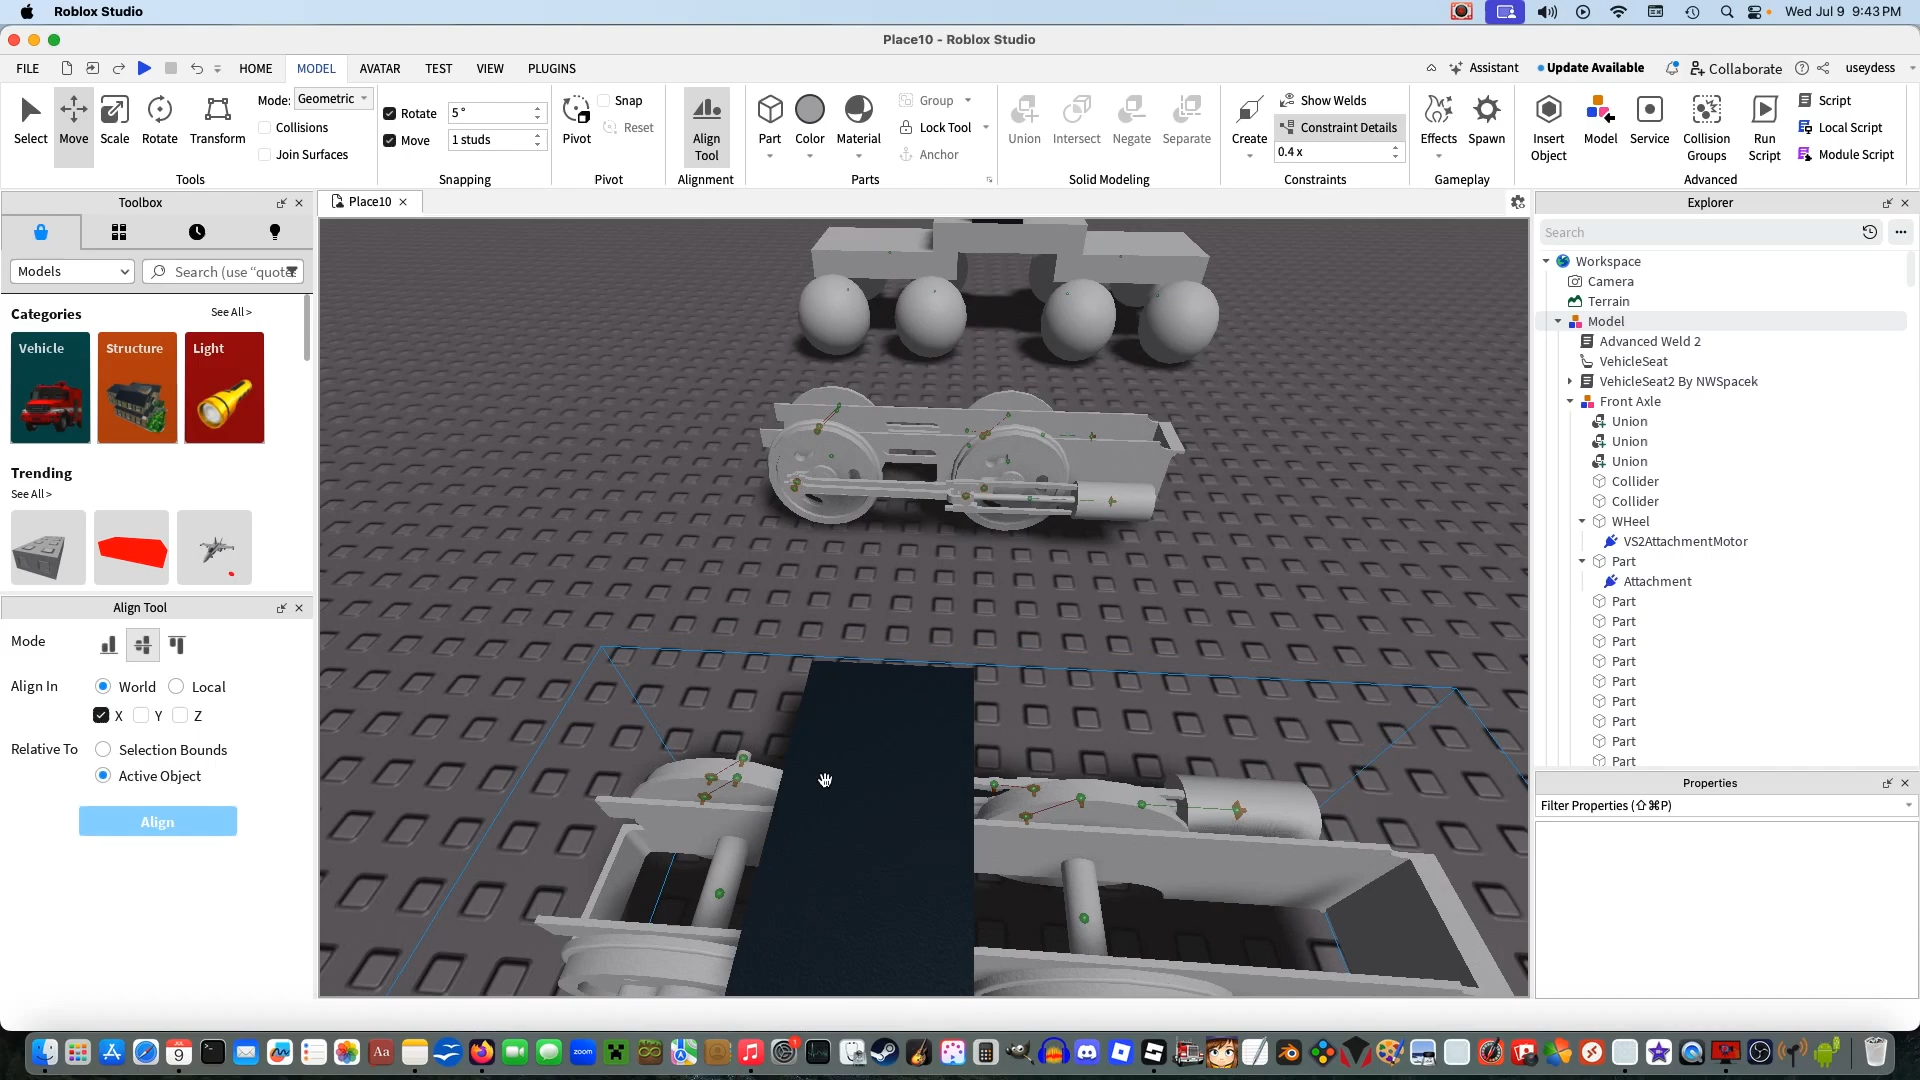 Roblox Studio
Wed Jul 9 9:43 PM
Place10 - Roblox Studio
FILE
HOME
MODEL
AVATAR
TEST
VIEW
PLUGINS
Assistant
Update Available
Collaborate
useydess
Select
Move
Scale
Rotate
Transform
Mode:
Geometric
Collisions
Join Surfaces
Tools
Rotate
5°
Move
1 studs
Snapping
Pivot
Snap
Reset
Pivot
Align
Tool
Alignment
Part
Color
Material
Group
Lock Tool
Anchor
Parts
Union
Intersect
Negate
Separate
Solid Modeling
Create
Show Welds
Constraint Details
0.4 x
Constraints
Effects
Spawn
Gameplay
Insert
Object
Model
Service
Collision
Groups
Run
Script
Script
Local Script
Module Script
Advanced
Toolbox
Models
Search (use "quote
Categories
See All >
Vehicle
Structure
Light
Trending
See All >
Align Tool
Mode
Align In
World
Local
X
Y
Z
Relative To
Selection Bounds
Active Object
Align
Place10
Explorer
Search
Workspace
Camera
Terrain
Model
Advanced Weld 2
VehicleSeat
VehicleSeat2 By NWSpacek
Front Axle
Union
Union
Union
Collider
Collider
WHeel
VS2AttachmentMotor
Part
Attachment
Part
Part
Part
Part
Part
Part
Part
Part
Part
Properties
Filter Properties (⇧⌘P)
JUL
9
Aa
zoom
1